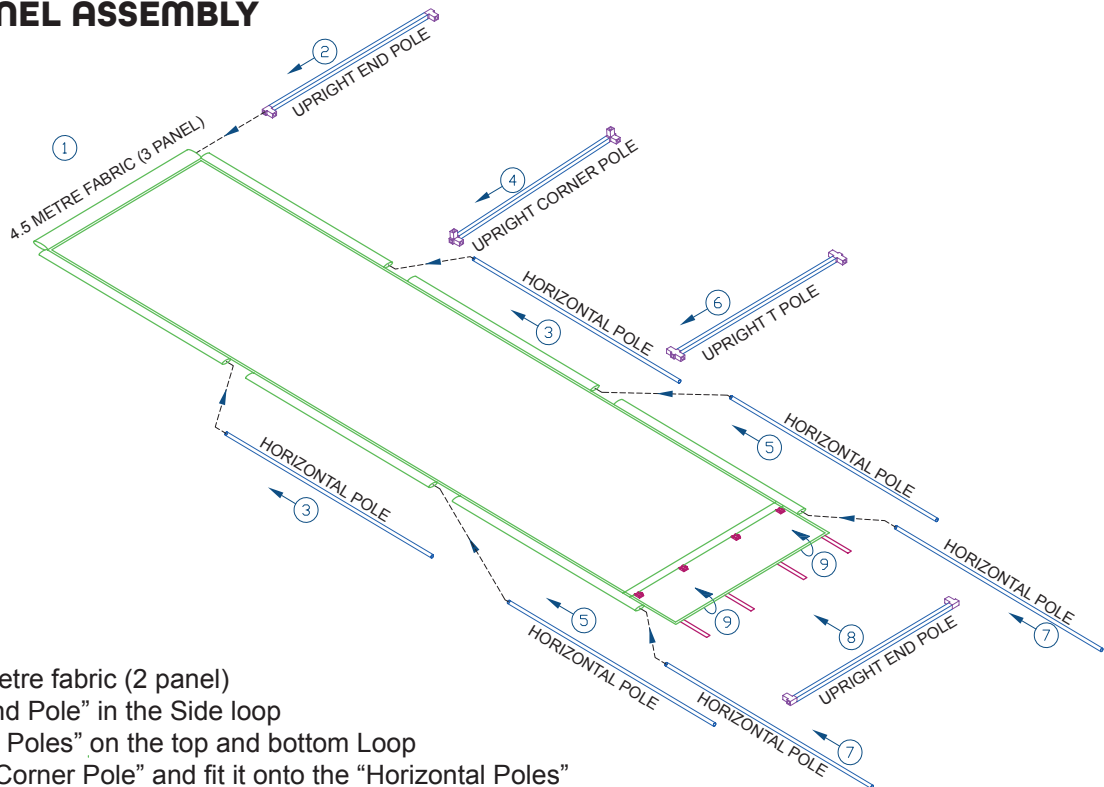 NEL ASSEMBLY
2
UPRIGHT END POLE
1
4.5 METRE FABRIC (3 PANEL)
4
UPRIGHT CORNER POLE
6
UPRIGHT T POLE
HORIZONTAL POLE
3
HORIZONTAL POLE
5
HORIZONTAL POLE
3
HORIZONTAL POLE
7
9
9
8
UPRIGHT END POLE
5
HORIZONTAL POLE
HORIZONTAL POLE
7
etre fabric (2 panel)
nd Pole” in the Side loop
Poles” on the top and bottom Loop
Corner Pole” and fit it onto the “Horizontal Poles”